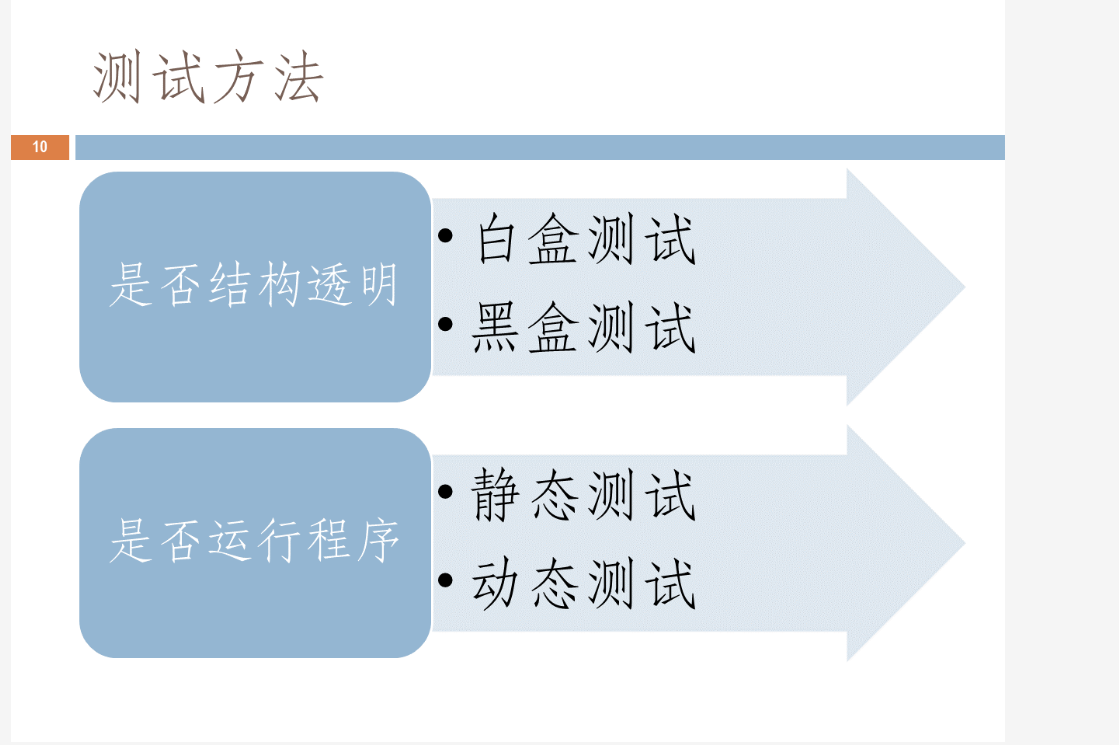 测试方法
10
是否结构透明
• 白盒测试
• 黑盒测试
是否运行程序
• 静态测试
• 动态测试